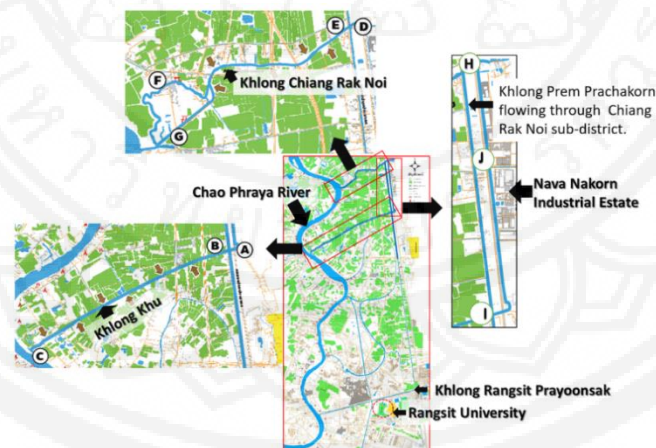 E
D
F
Khlong Chiang Rak Noi
G
H
Khlong Prem Prachakorn
flowing through Chiang
Rak Noi sub-district.
J
Nava Nakorn
Industrial Estate
I
Chao Phraya River
B
A
Khlong Khu
C
Khlong Rangsit Prayoonsak
Rangsit University